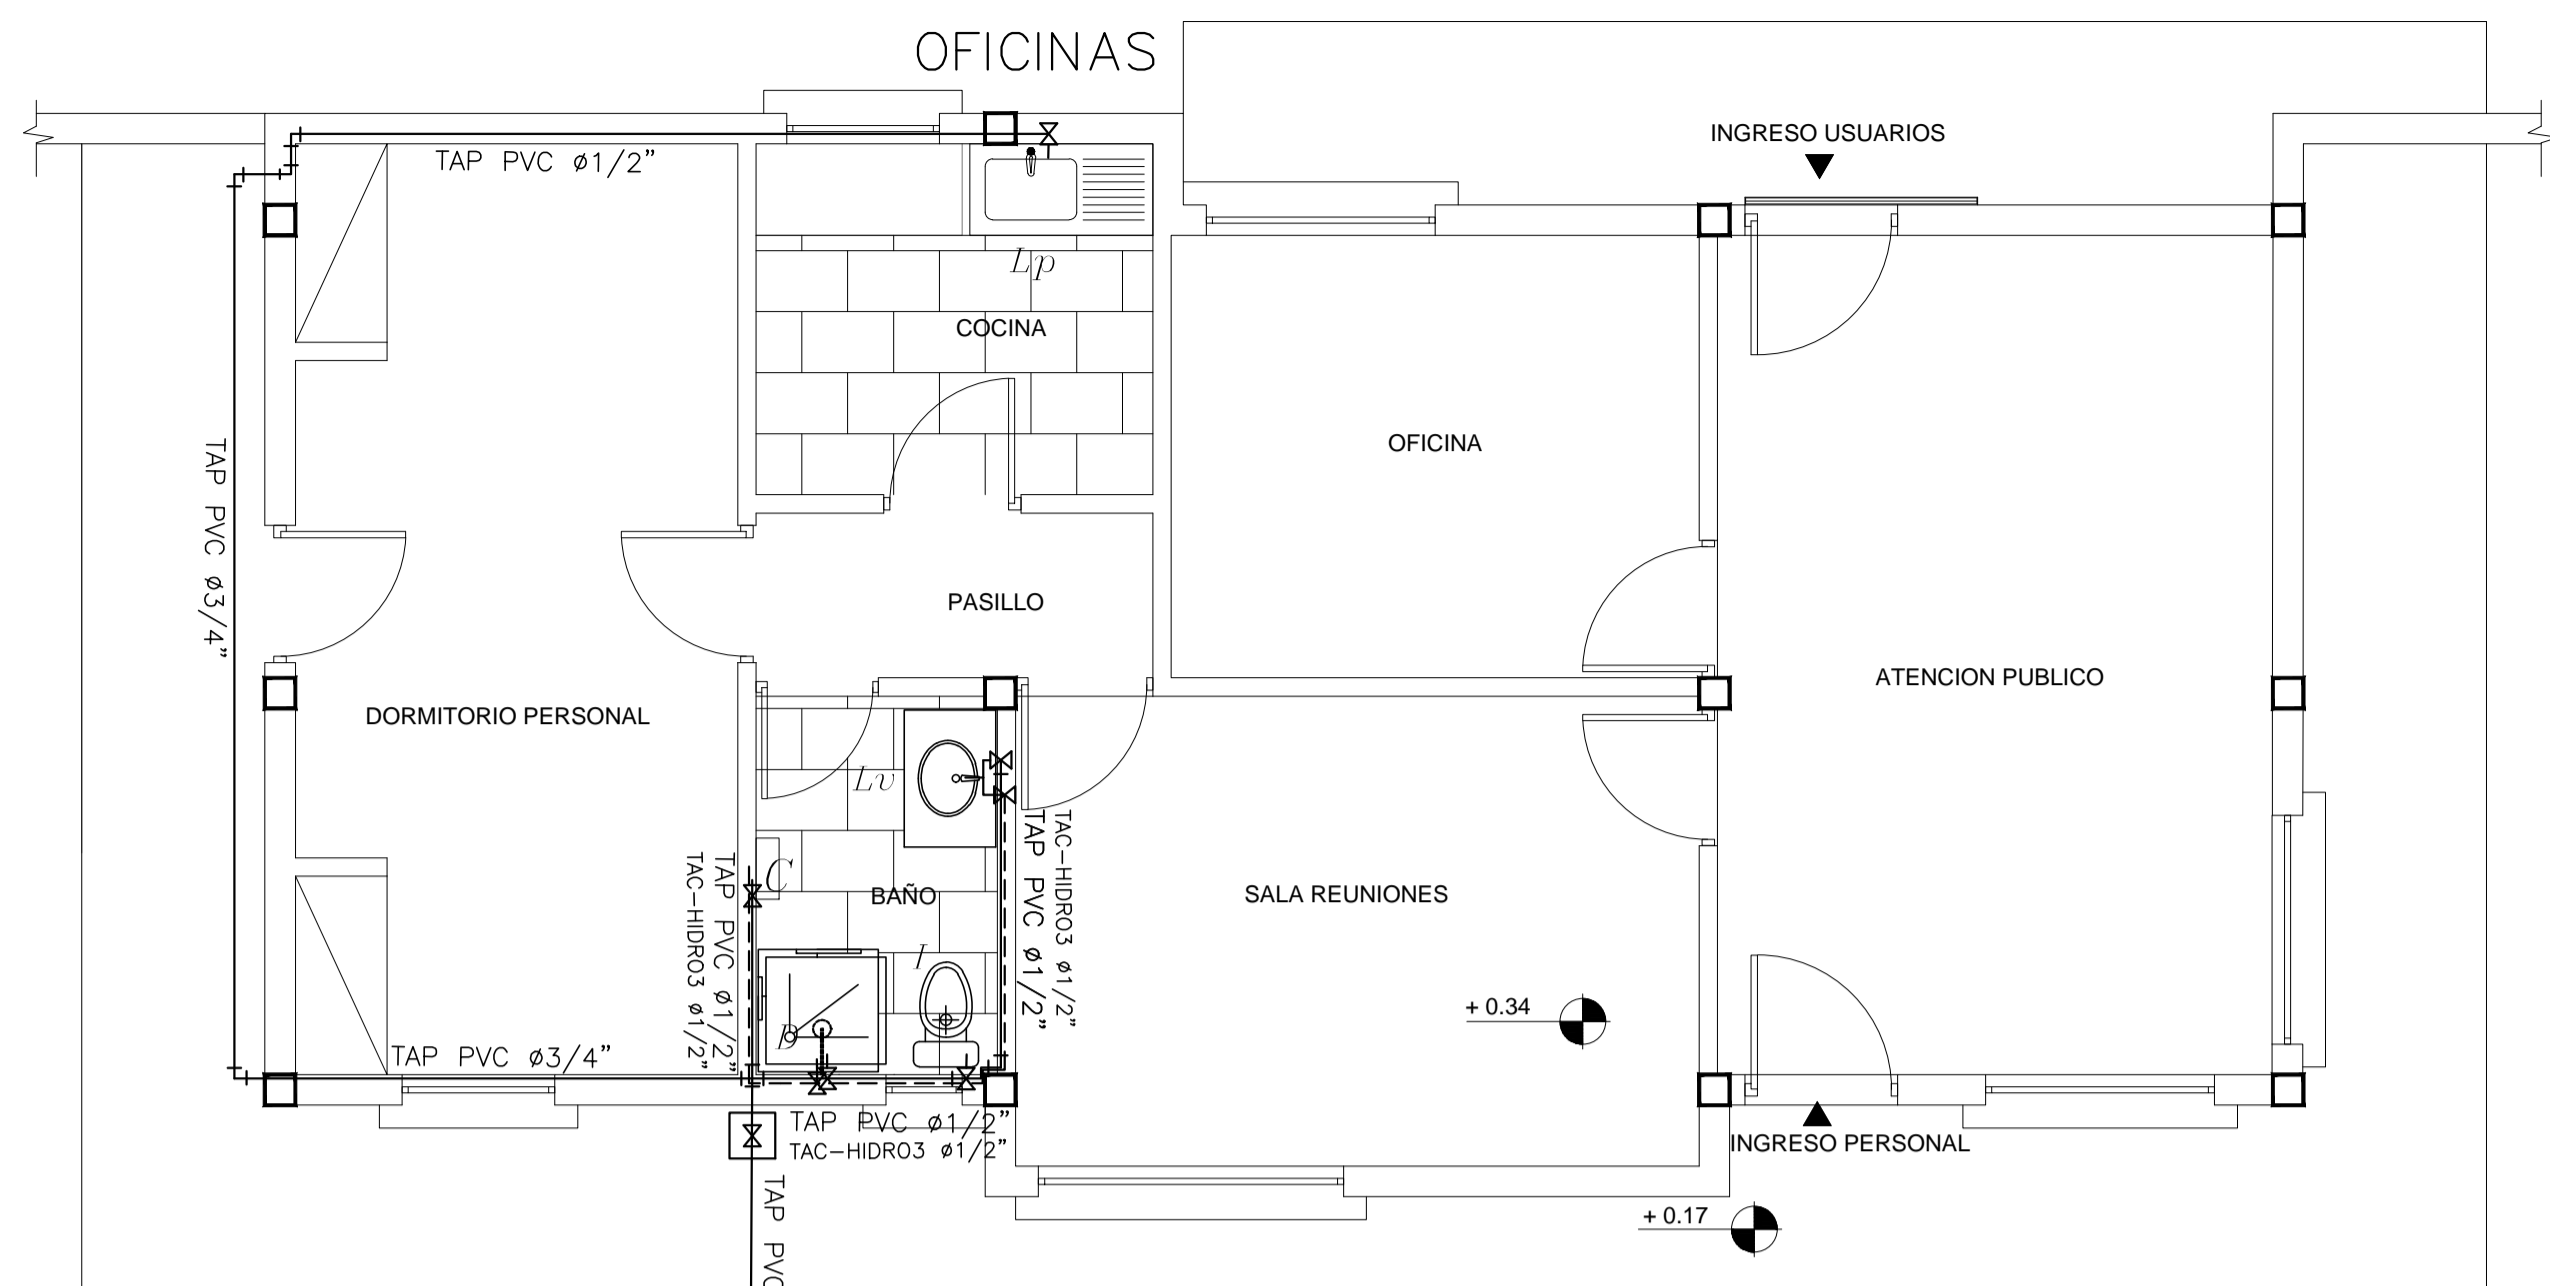 OFICINAS
INGRESO USUARIOS
TAP PVC ø1/2"
Lp
COCINA
OFICINA
TAP PVC ø3/4"
PASILLO
ATENCION PUBLICO
DORMITORIO PERSONAL
Lv
C
BAÑO
SALA REUNIONES
TAP PVC ø1/2"
TAC-HIDRO3 ø1/2"
TAC-HIDRO3 ø1/2"
TAP PVC ø1/2"
I
D
+ 0.34
TAP PVC ø3/4"
TAP PVC ø1/2"
TAC-HIDRO3 ø1/2"
INGRESO PERSONAL
TAP PVC
+ 0.17